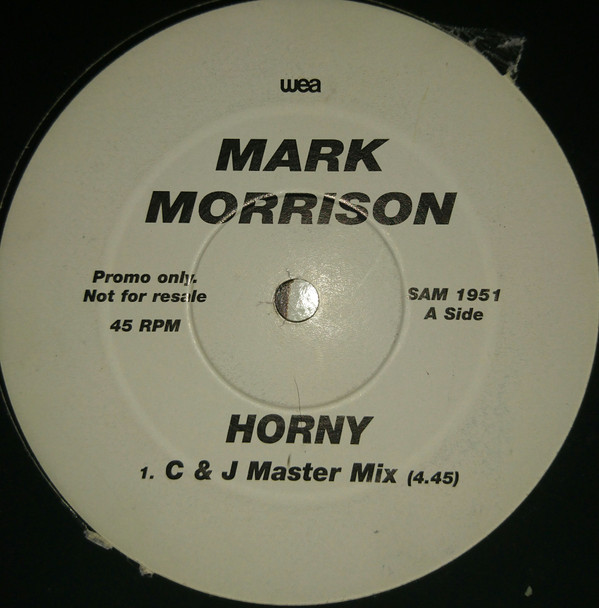 wea
MARK
MORRISON
Promo only.
Not for resale
45 RPM
SAM 1951
A Side
HORNY
1. C & J Master Mix (4.45)